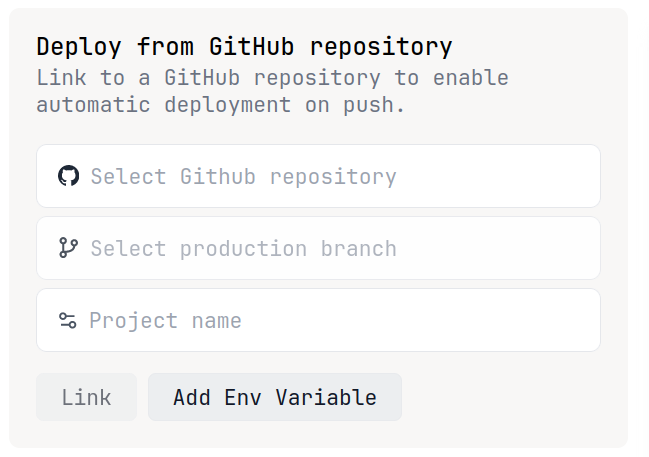 Deploy from GitHub repository
Link to a GitHub repository to enable
automatic deployment on push.
Select Github repository
Select production branch
Project name
Link
Add Env Variable